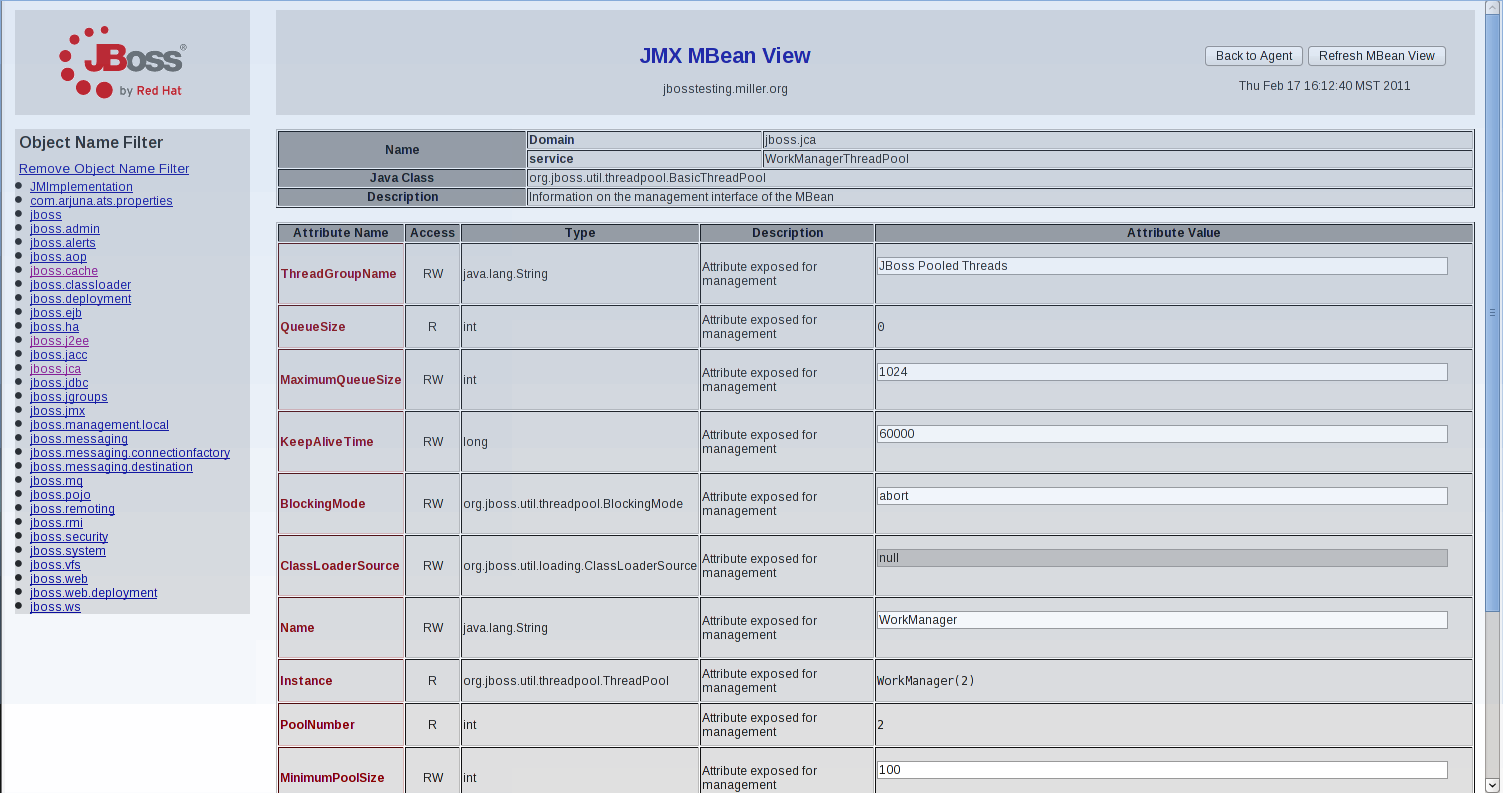 JBoss®
by Red Hat
JMX MBean View
jbosstesting.miller.org
Back to Agent Refresh MBean View
Thu Feb 17 16:12:40 MST 2011
Object Name Filter
Remove Object Name Filter
JMImplementation
com.arjuna.ats.properties
jboss
jboss.admin
jboss.alerts
jboss.aop
jboss.cache
jboss.classloader
jboss.deployment
jboss.ejb
jboss.ha
jboss.j2ee
jboss.jacc
jboss.jca
jboss.jdbc
jboss.jgroups
jboss.jmx
jboss.management.local
jboss.messaging
jboss.messaging.connectionfactory
jboss.messaging.destination
jboss.mq
jboss.pojo
jboss.remoting
jboss.rmi
jboss.security
jboss.system
jboss.vfs
jboss.web
jboss.web.deployment
jboss.ws
Name Domain jboss.jca
service WorkManagerThreadPool
Java Class org.jboss.util.threadpool.BasicThreadPool
Description Information on the management interface of the MBean
Attribute Name Access Type Description Attribute Value
ThreadGroupName RW java.lang.String Attribute exposed for management JBoss Pooled Threads
QueueSize R int Attribute exposed for management 0
MaximumQueueSize RW int Attribute exposed for management 1024
KeepAliveTime RW long Attribute exposed for management 60000
BlockingMode RW org.jboss.util.threadpool.BlockingMode Attribute exposed for management abort
ClassLoaderSource RW org.jboss.util.loading.ClassLoaderSource Attribute exposed for management null
Name RW java.lang.String Attribute exposed for management WorkManager
Instance R org.jboss.util.threadpool.ThreadPool Attribute exposed for management WorkManager(2)
PoolNumber R int Attribute exposed for management 2
MinimumPoolSize RW int Attribute exposed for management 100